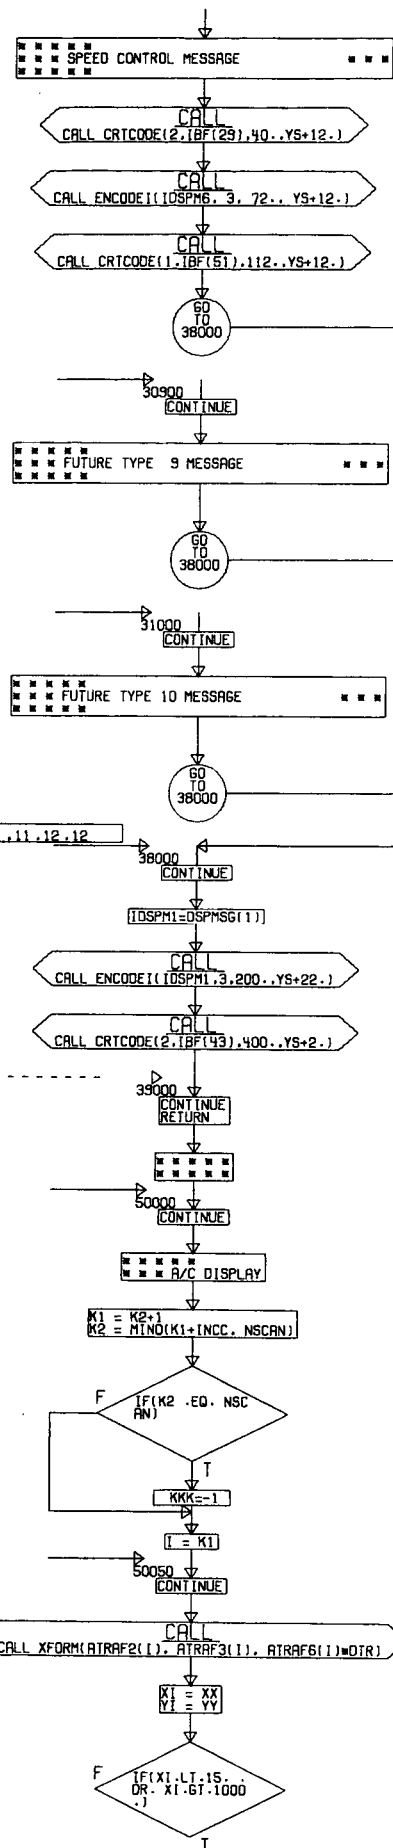 SPEED CONTROL MESSAGE
CALL
CALL CRTCODE(2,IBF(29),40.,YS+12.)
CALL
CALL ENCODEI(IDSPM6, 3, 72., YS+12.)
CALL
CALL CRTCODE(1,IBF(51),112.,YS+12.)
GO
TO
38000
30900
CONTINUE
FUTURE TYPE 9 MESSAGE
GO
TO
38000
31000
CONTINUE
FUTURE TYPE 10 MESSAGE
GO
TO
38000
,11,12,12
38000
CONTINUE
IDSPM1=DSPMSG(1)
CALL
CALL ENCODEI(IDSPM1,3,200.,YS+22.)
CALL
CALL CRTCODE(2,IBF(43),400.,YS+2.)
39000
CONTINUE
RETURN
50000
CONTINUE
A/C DISPLAY
K1 = K2+1
K2 = MINO(K1+INCC, NSCAN)
IF(K2 .EQ. NSC
AN)
F
T
KKK=-1
I = K1
50050
CONTINUE
CALL
CALL XFORM(ATRAF2(I), ATRAF3(I), ATRAF6(I)*DTR)
XI = XX
YI = YY
F
IF(XI.LT.15. .
OR. XI.GT.1000
.)
T